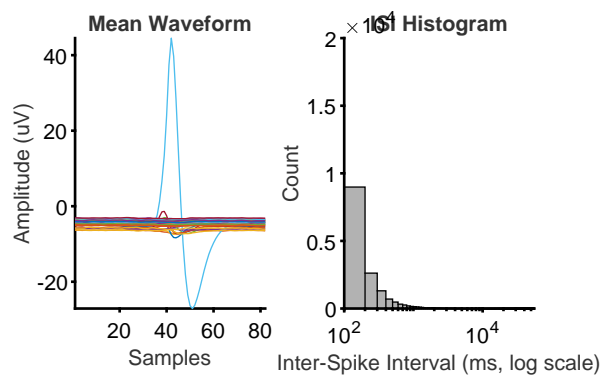 Mean Waveform
40
20
0
-20
20
40
60
80
Amplitude (uV)
Samples
ISI Histogram
× 10^4
2
1.5
1
0.5
0
10^2
10^4
Count
Inter-Spike Interval (ms, log scale)